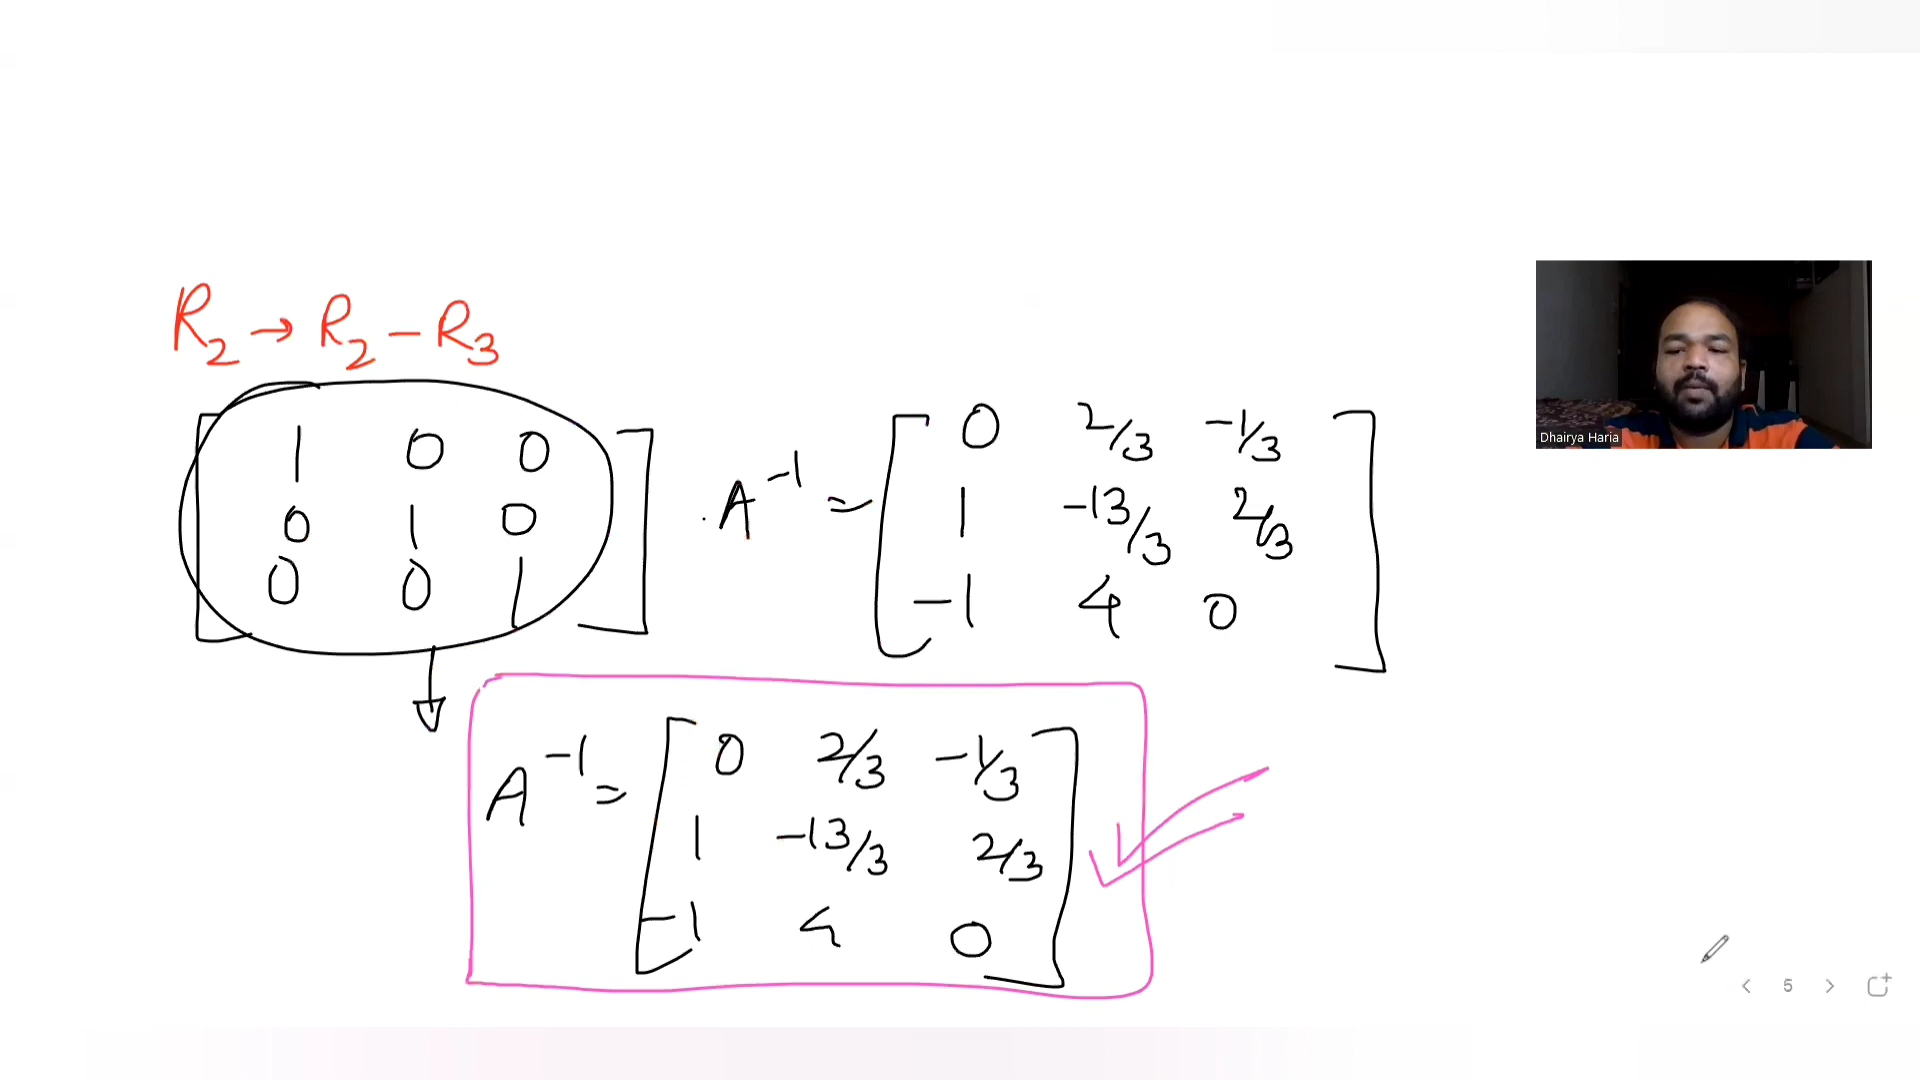 R₂ → R₂ - R₃
[1 0 0
0 1 0
0 0 1] . A⁻¹ = [0 2/3 -1/3
1 -13/3 2/3
-1 4 0]
A⁻¹ = [0 2/3 -1/3
1 -13/3 2/3
-1 4 0]
Dhairya Haria
5